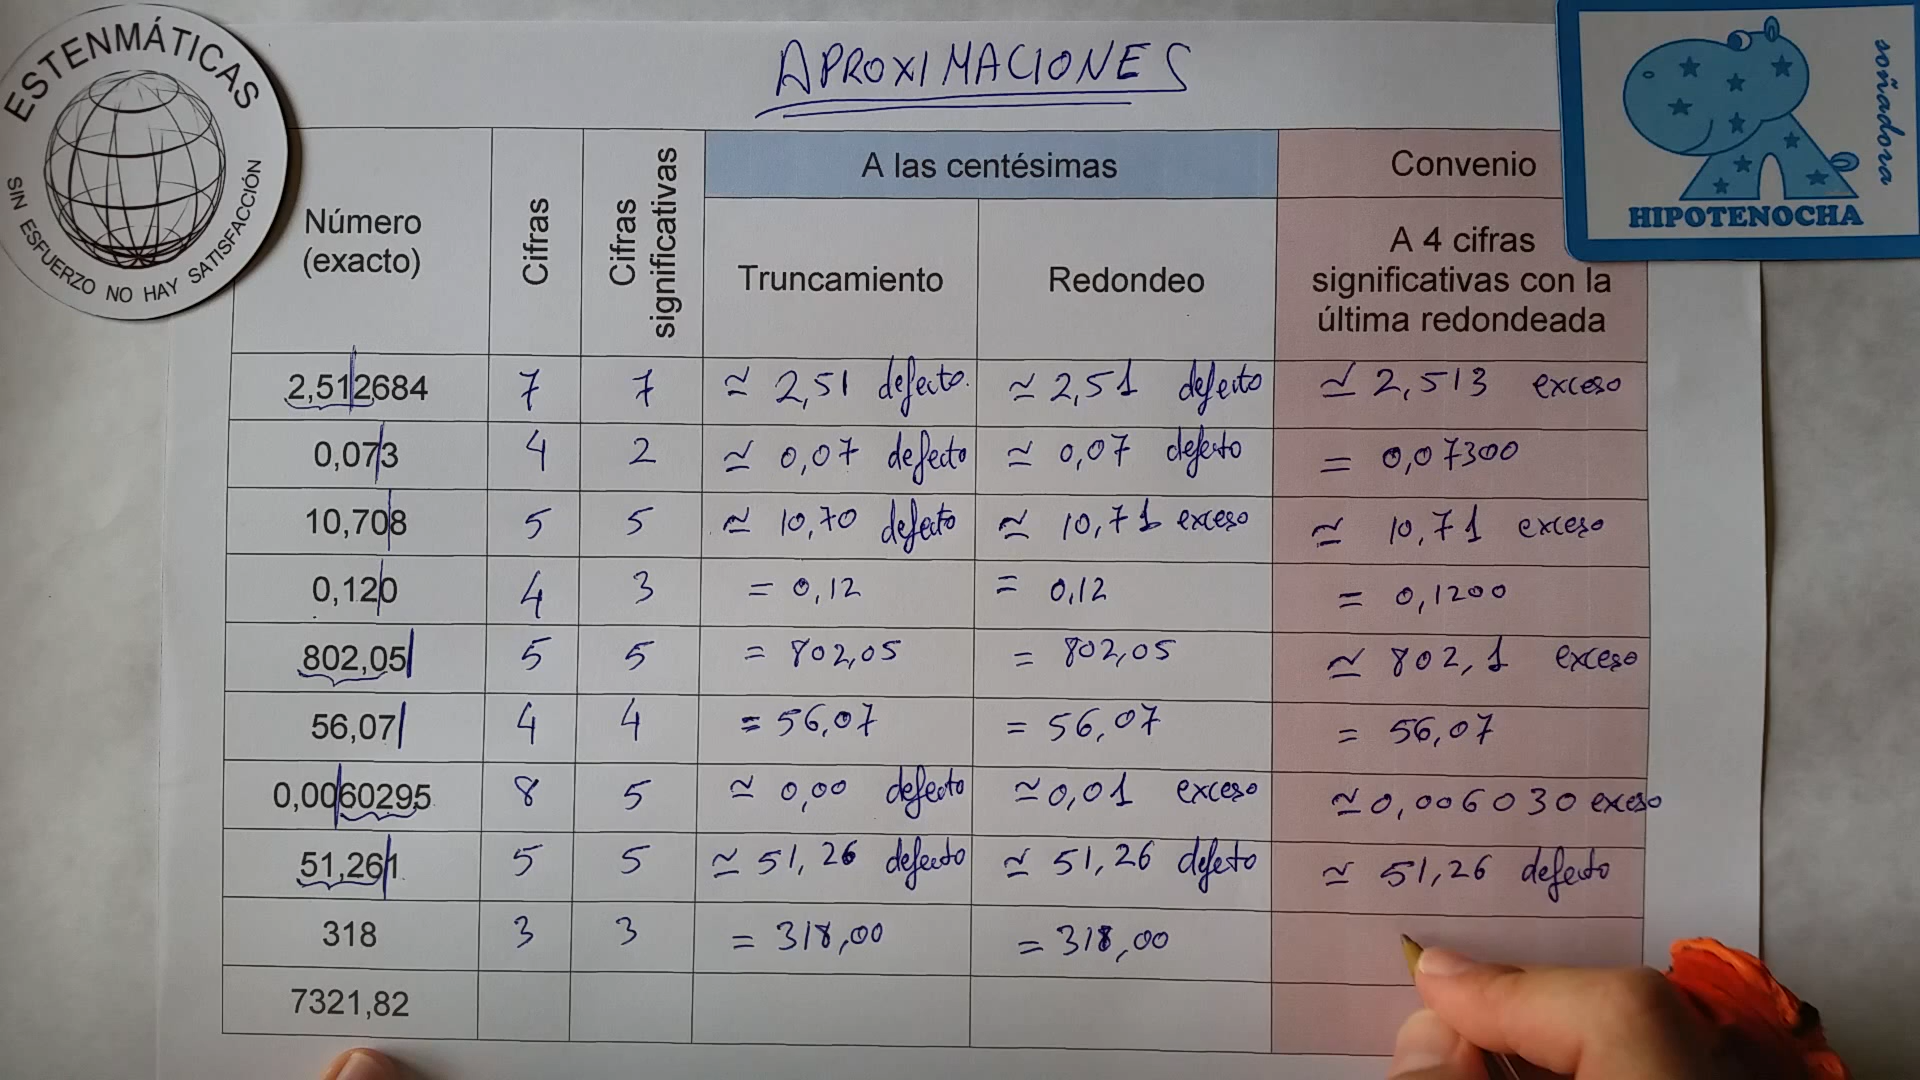 ESTENMÁTICAS
SIN ESFUERZO NO HAY SATISFACCIÓN
APROXIMACIONES
soñadora
HIPOTENOCHA
Número
(exacto)
Cifras
Cifras
significativas
A las centésimas
Truncamiento
Redondeo
Convenio
A 4 cifras
significativas con la
última redondeada
2,512684 7 7 ≃ 2,51 defecto. ≃ 2,51 defecto ≃ 2,513 exceso
0,073 4 2 ≃ 0,07 defecto ≃ 0,07 defecto = 0,07300
10,708 5 5 ≃ 10,70 defecto ≃ 10,71 exceso ≃ 10,71 exceso
0,120 4 3 = 0,12 = 0,12 = 0,1200
802,05 5 5 = 802,05 = 802,05 ≃ 802,1 exceso
56,07 4 4 = 56,07 = 56,07 = 56,07
0,0060295 8 5 ≃ 0,00 defecto ≃ 0,01 exceso ≃ 0,006030 exceso
51,261 5 5 ≃ 51,26 defecto ≃ 51,26 defeto ≃ 51,26 defecto
318 3 3 = 318,00 = 318,00
7321,82